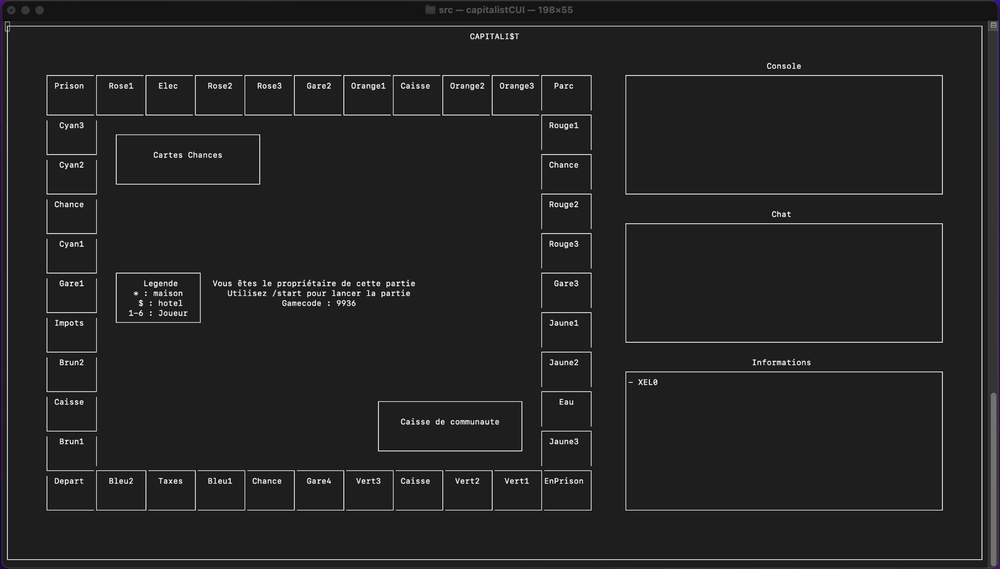 src — capitalistCUI — 198×55
CAPITALI$T
Console
Prison Rose1 Elec Rose2 Rose3 Gare2 Orange1 Caisse Orange2 Orange3 Parc
Cyan3 Rouge1
Cartes Chances
Cyan2 Chance
Chance Rouge2
Chat
Cyan1 Rouge3
Gare1 Legende Vous êtes le propriétaire de cette partie Gare3
* : maison Utilisez /start pour lancer la partie
$ : hotel Gamecode : 9936
1-6 : Joueur
Impots Jaune1
Brun2 Jaune2 Informations
- XEL0
Caisse Eau
Caisse de communaute
Brun1 Jaune3
Depart Bleu2 Taxes Bleu1 Chance Gare4 Vert3 Caisse Vert2 Vert1 EnPrison